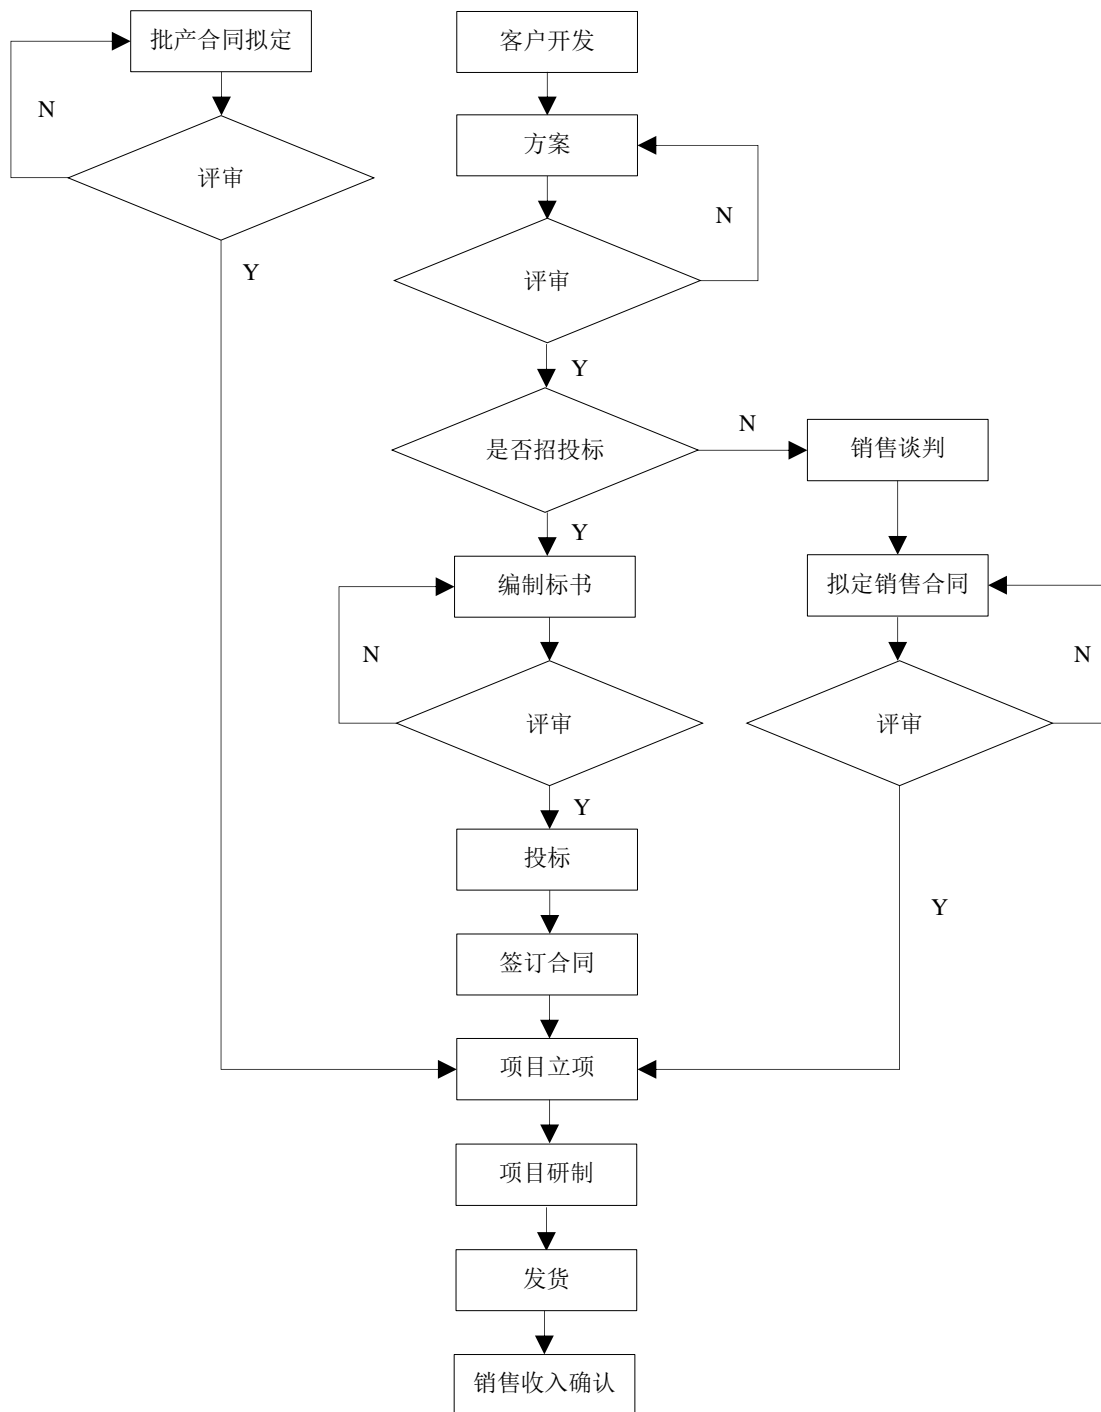 批产合同拟定
客户开发
N
方案
评审
N
Y
评审
Y
是否招投标
N
销售谈判
Y
编制标书
拟定销售合同
N
N
评审
评审
Y
投标
Y
签订合同
项目立项
项目研制
发货
销售收入确认